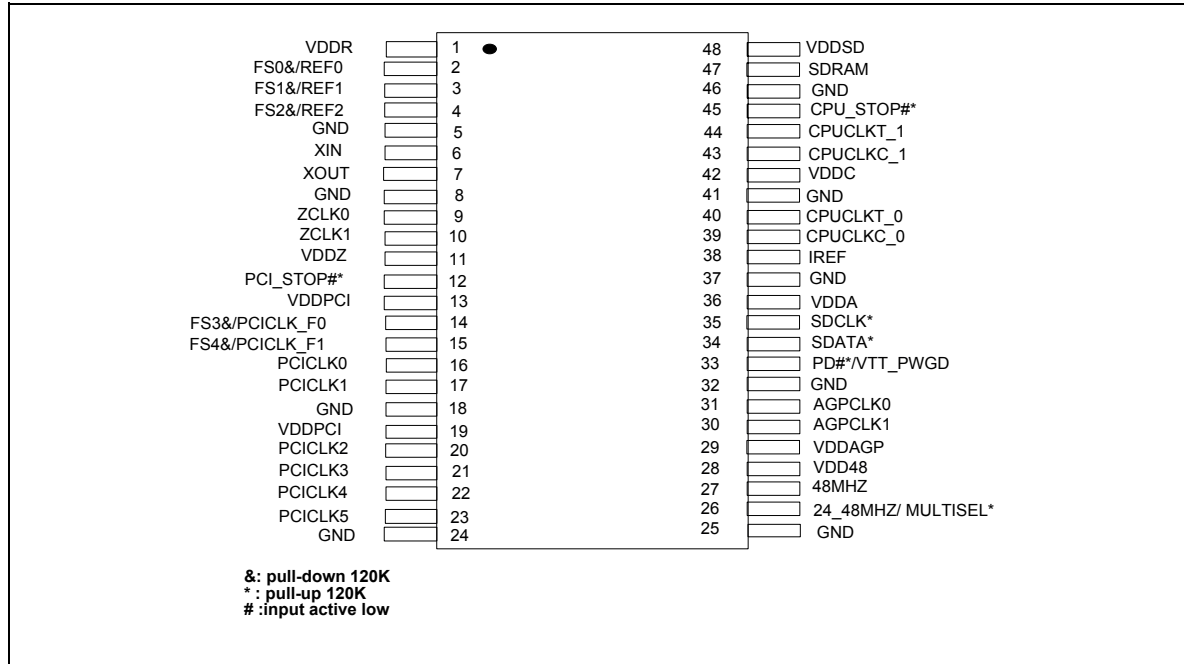 VDDR 1 48 VDDSD
FS0&/REF0 2 47 SDRAM
FS1&/REF1 3 46 GND
FS2&/REF2 4 45 CPU_STOP#*
GND 5 44 CPUCLKT_1
XIN 6 43 CPUCLKC_1
XOUT 7 42 VDDC
GND 8 41 GND
ZCLK0 9 40 CPUCLKT_0
ZCLK1 10 39 CPUCLKC_0
VDDZ 11 38 IREF
PCI_STOP#* 12 37 GND
VDDPCI 13 36 VDDA
FS3&/PCICLK_F0 14 35 SDCLK*
FS4&/PCICLK_F1 15 34 SDATA*
PCICLK0 16 33 PD#*/VTT_PWGD
PCICLK1 17 32 GND
GND 18 31 AGPCLK0
VDDPCI 19 30 AGPCLK1
PCICLK2 20 29 VDDAGP
PCICLK3 21 28 VDD48
PCICLK4 22 27 48MHZ
PCICLK5 23 26 24_48MHZ/ MULTISEL*
GND 24 25 GND
&: pull-down 120K
* : pull-up 120K
# :input active low